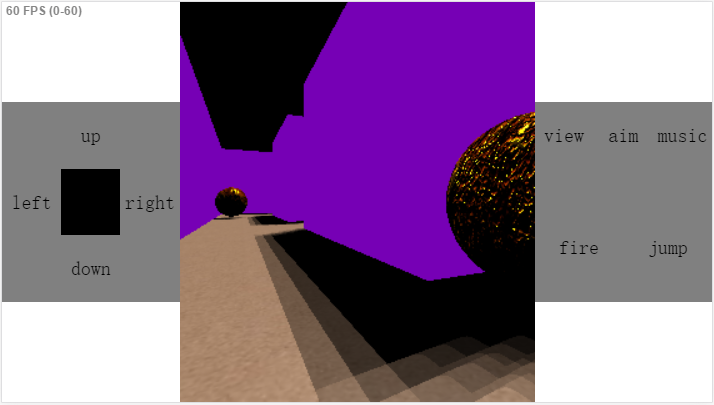 60 FPS (0-60)
up
left right
down
view aim music
fire jump